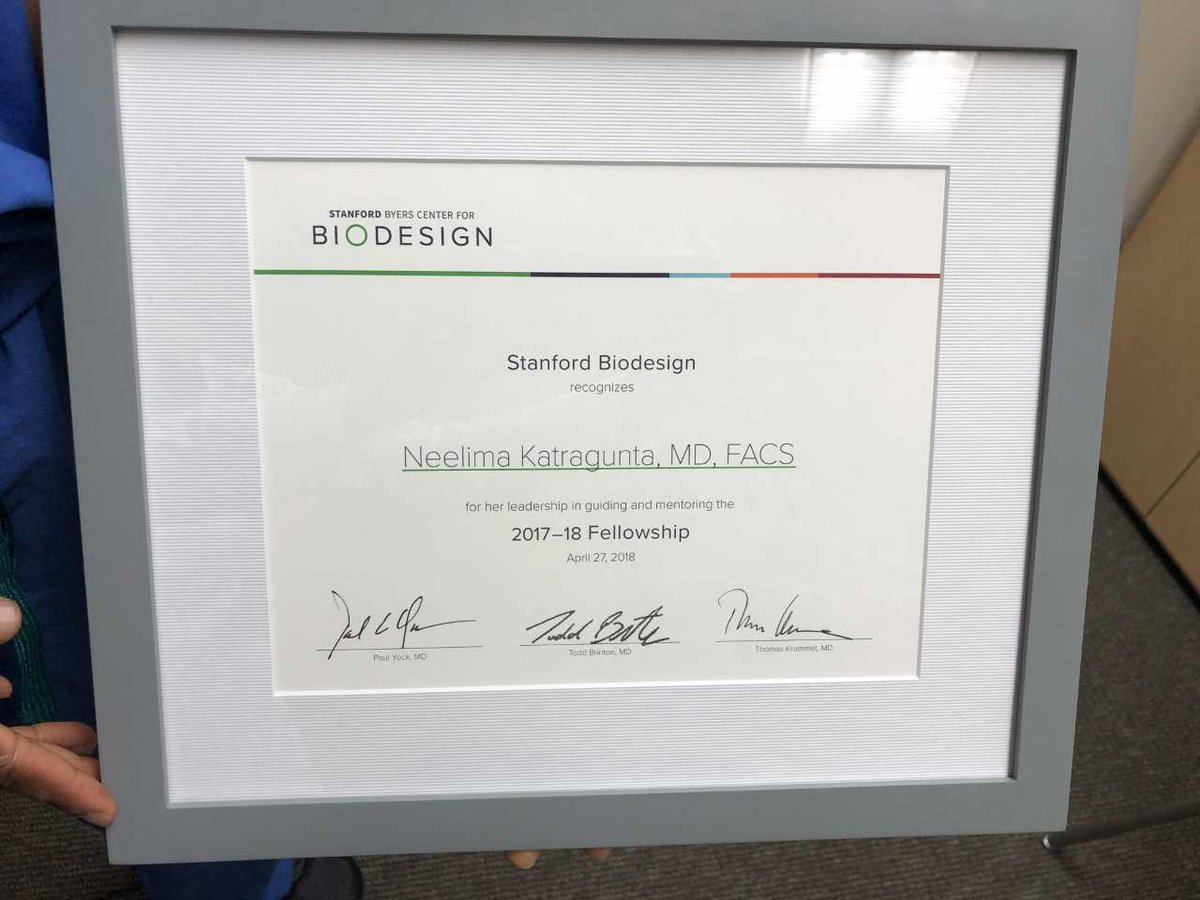 STANFORD BYERS CENTER FOR
BIODESIGN
Stanford Biodesign
recognizes
Neelima Katragunta, MD, FACS
for her leadership in guiding and mentoring the
2017–18 Fellowship
April 27, 2018
Paul Yock, MD
Todd Brinton, MD
Thomas Krummel, MD